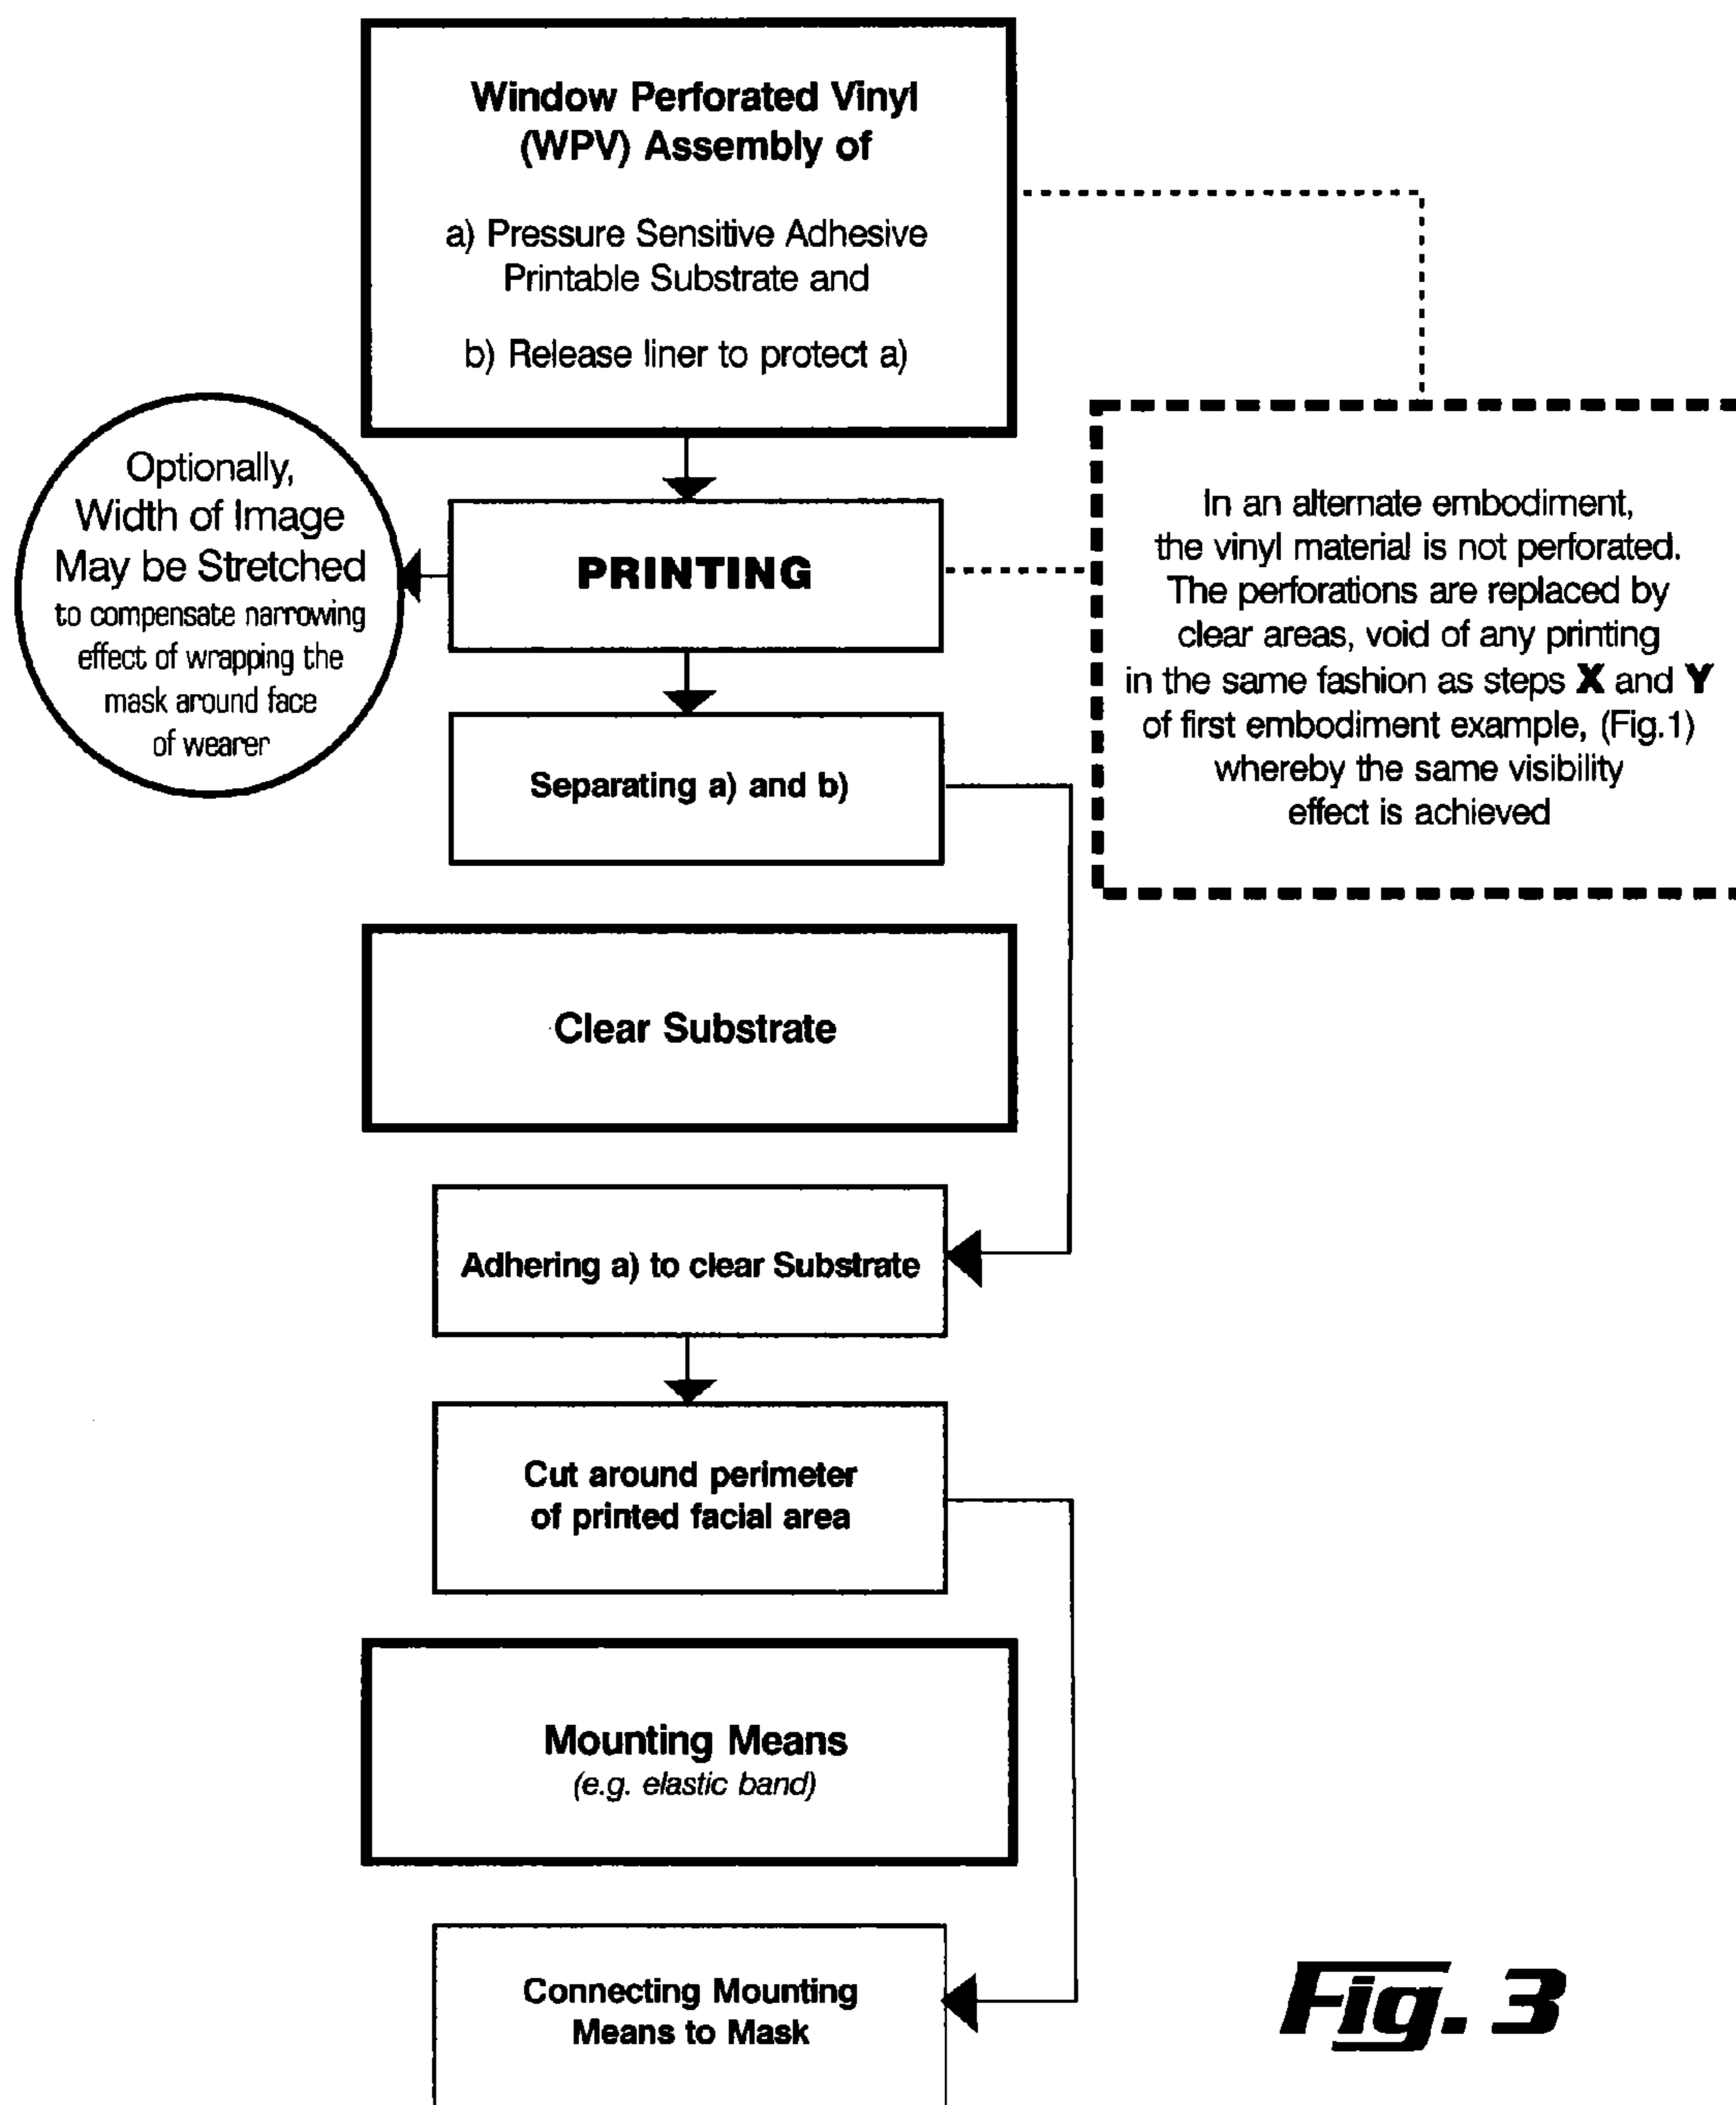 Window Perforated Vinyl
(WPV) Assembly of
a) Pressure Sensitive Adhesive
Printable Substrate and
b) Release liner to protect a)
Optionally,
Width of Image
May be Stretched
to compensate narrowing
effect of wrapping the
mask around face
of wearer
PRINTING
In an alternate embodiment,
the vinyl material is not perforated.
The perforations are replaced by
clear areas, void of any printing
in the same fashion as steps X and Y
of first embodiment example, (Fig.1)
whereby the same visibility
effect is achieved
Separating a) and b)
Clear Substrate
Adhering a) to clear Substrate
Cut around perimeter
of printed facial area
Mounting Means
(e.g. elastic band)
Connecting Mounting
Means to Mask
Fig. 3